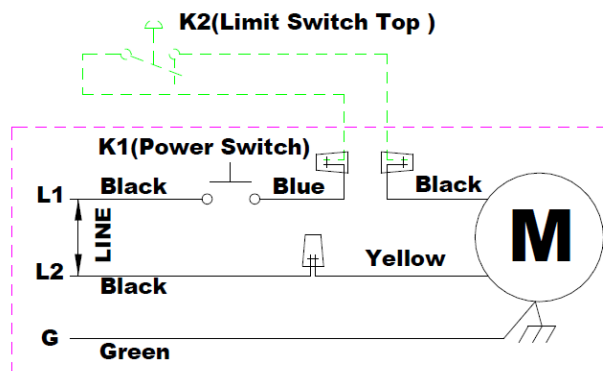 K2(Limit Switch Top )
K1(Power Switch)
L1
Black
Blue
Black
LINE
M
L2
Black
Yellow
G
Green